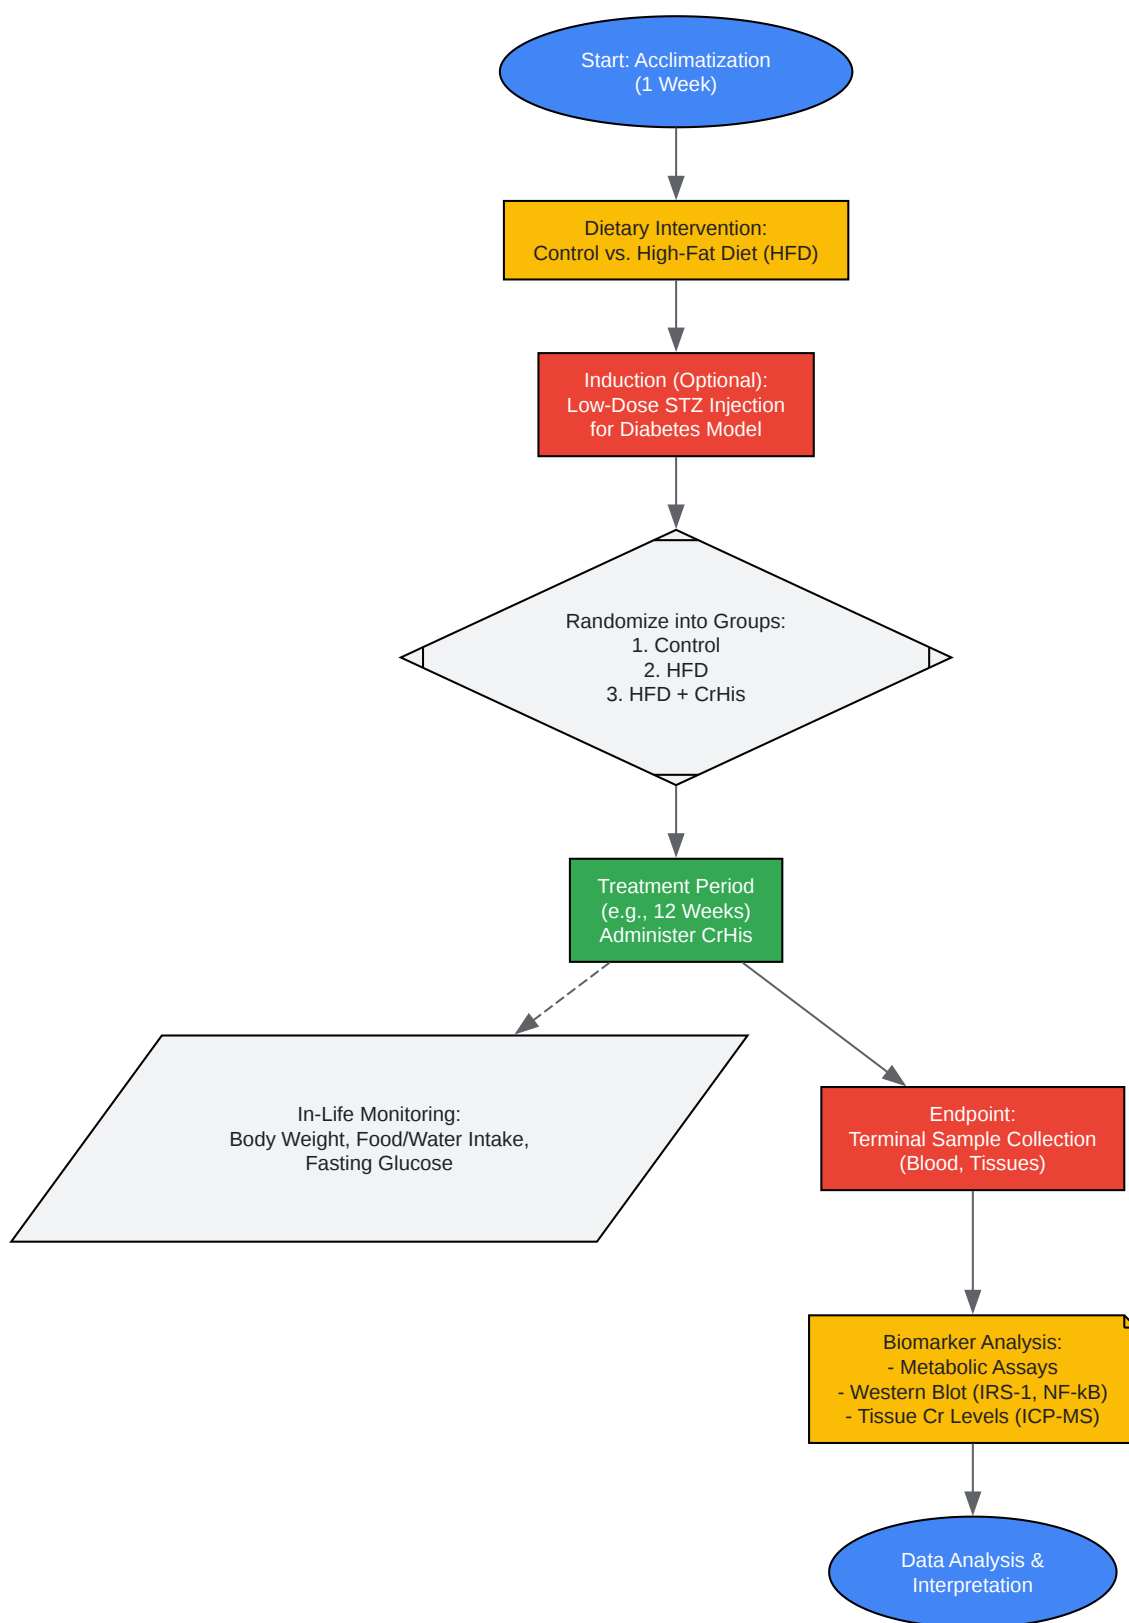 Start: Acclimatization
(1 Week)
Dietary Intervention:
Control vs. High-Fat Diet (HFD)
Induction (Optional):
Low-Dose STZ Injection
for Diabetes Model
Randomize into Groups:
1. Control
2. HFD
3. HFD + CrHis
Treatment Period
(e.g., 12 Weeks)
Administer CrHis
In-Life Monitoring:
Body Weight, Food/Water Intake,
Fasting Glucose
Endpoint:
Terminal Sample Collection
(Blood, Tissues)
Biomarker Analysis:
- Metabolic Assays
- Western Blot (IRS-1, NF-kB)
- Tissue Cr Levels (ICP-MS)
Data Analysis &
Interpretation